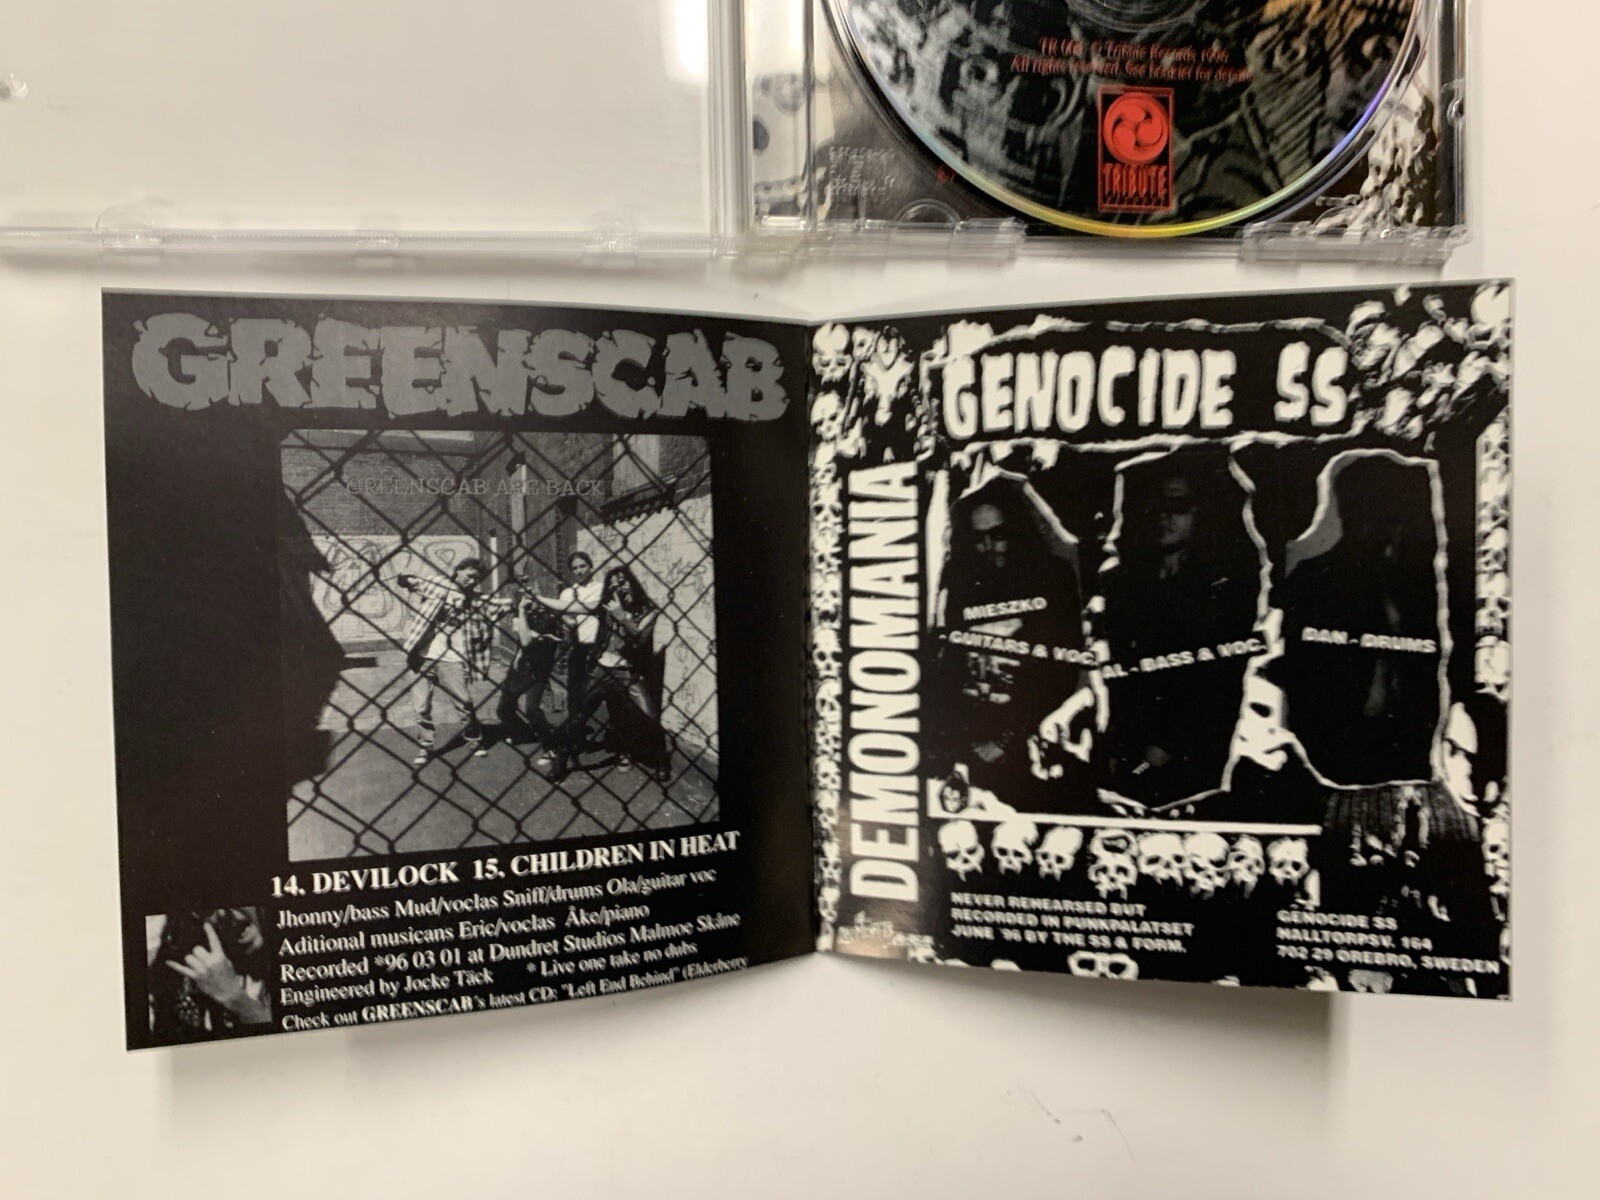 TR 004. © Tribute Records 1996
All rights reserved. See booklet for details.
TRIBUTE
GREENSCAB
GREENSCAB ARE BACK
14. DEVILOCK 15. CHILDREN IN HEAT
Jhonny/bass Mud/voclas Sniff/drums Ola/guitar voc
Aditional musicans Eric/voclas Åke/piano
Recorded *96 03 01 at Dundret Studios Malmoe Skåne
Engineered by Jocke Täck * Live one take no dubs
Check out GREENSCAB's latest CD: "Left End Behind" (Elderberry
GENOCIDE SS
DEMONOMANIA
MIESZKO
- GUITARS & VOC.
AL - BASS & VOC.
DAN - DRUMS
NEVER REHEARSED BUT
RECORDED IN PUNKPALATSET
JUNE '96 BY THE SS & FORM.
GENOCIDE SS
MALLTORPSV. 164
702 29 OREBRO, SWEDEN